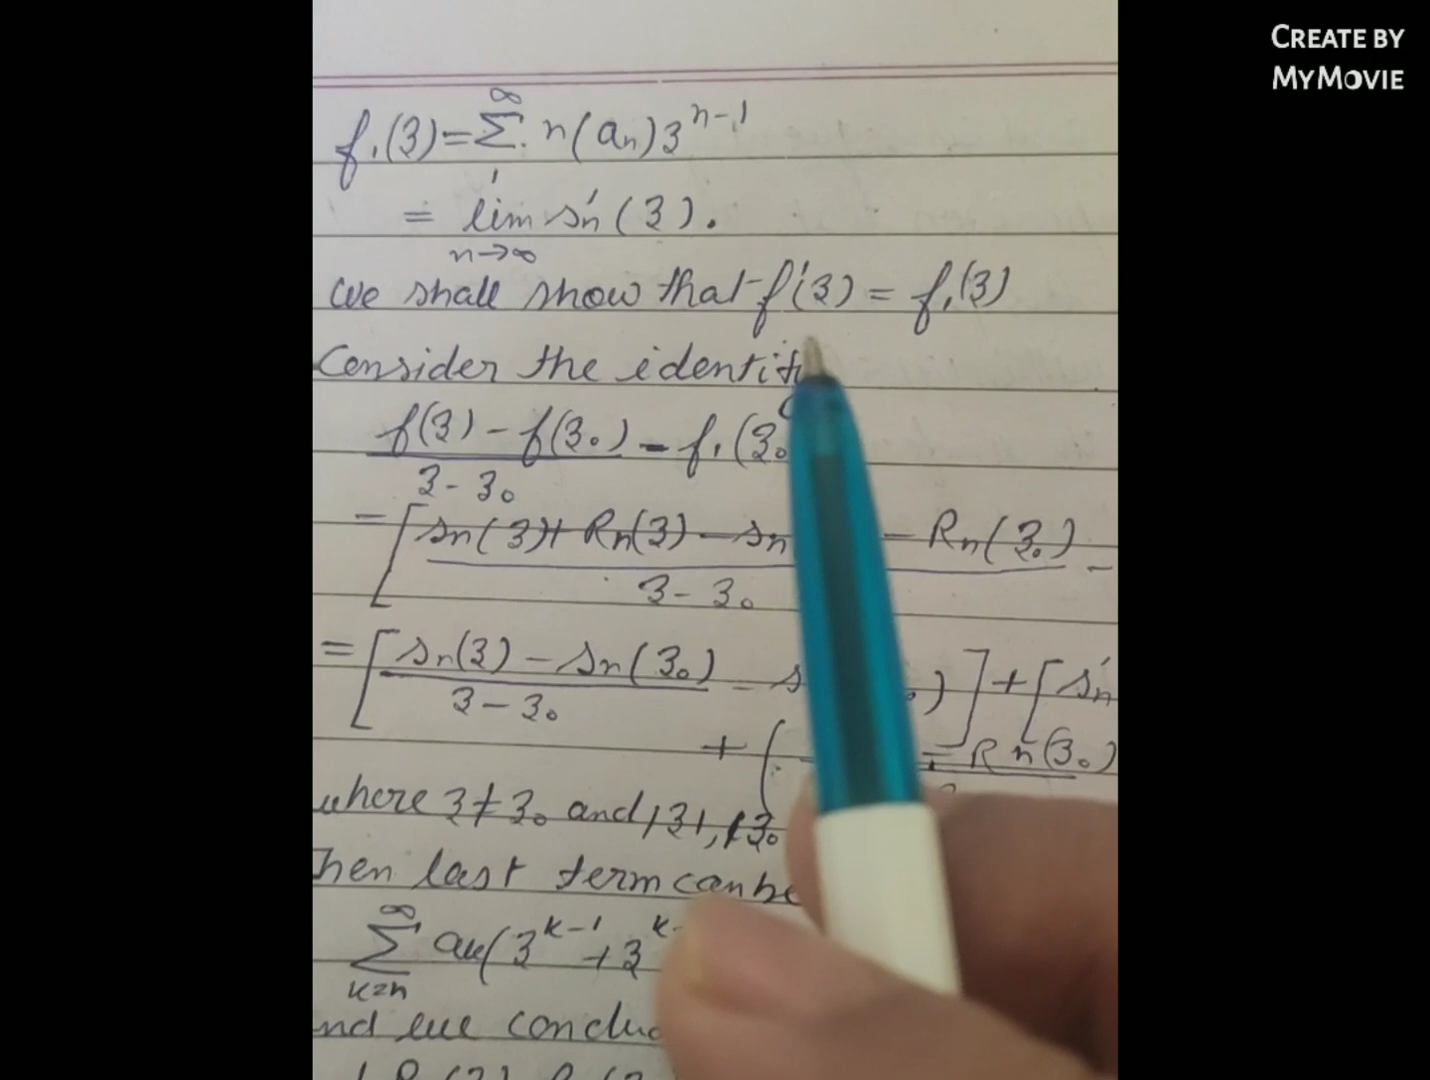 f₁(z) = ∞ Σ 1 n(aₙ)z^{n-1}
= lim n→∞ s'ₙ(z).
we shall show that f'(z) = f₁(z)
Consider the identity
f(z) - f(z₀) / z - z₀ - f₁(z₀
= [sₙ(z) + Rₙ(z) - sₙ - Rₙ(z₀) / z - z₀ -
= [sₙ(z) - sₙ(z₀) / z - z₀ - s ₀)] + [s'ₙ
+ ( - Rₙ(z₀)
where z ≠ z₀ and |z|, |z₀
Then last term can be
∞ Σ k=n aₖ(z^{k-1} + z^{k-
and we conclu
CREATE BY
MYMOVIE